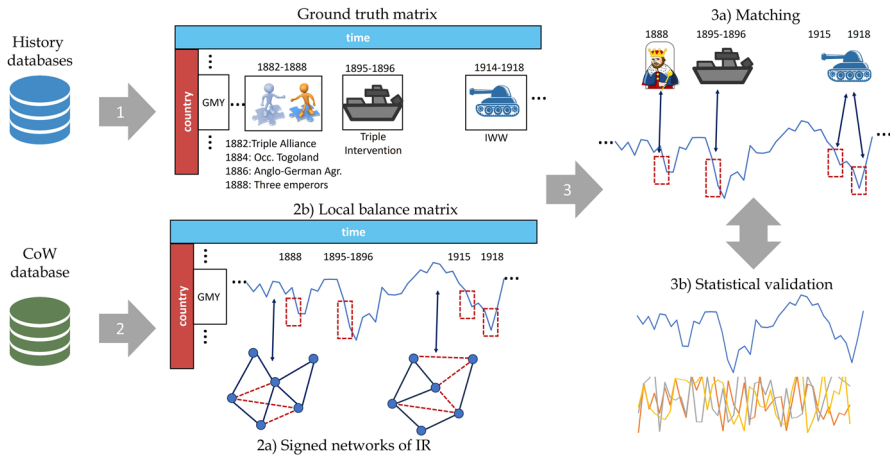 Ground truth matrix
time
History
databases
1
country
GMY
1882-1888
1895-1896
1914-1918
Triple
Intervention
IWW
1882:Triple Alliance
1884: Occ. Togoland
1886: Anglo-German Agr.
1888: Three emperors
2b) Local balance matrix
time
CoW
database
2
country
GMY
1888
1895-1896
1915
1918
2a) Signed networks of IR
3
3a) Matching
1888
1895-1896
1915
1918
3b) Statistical validation